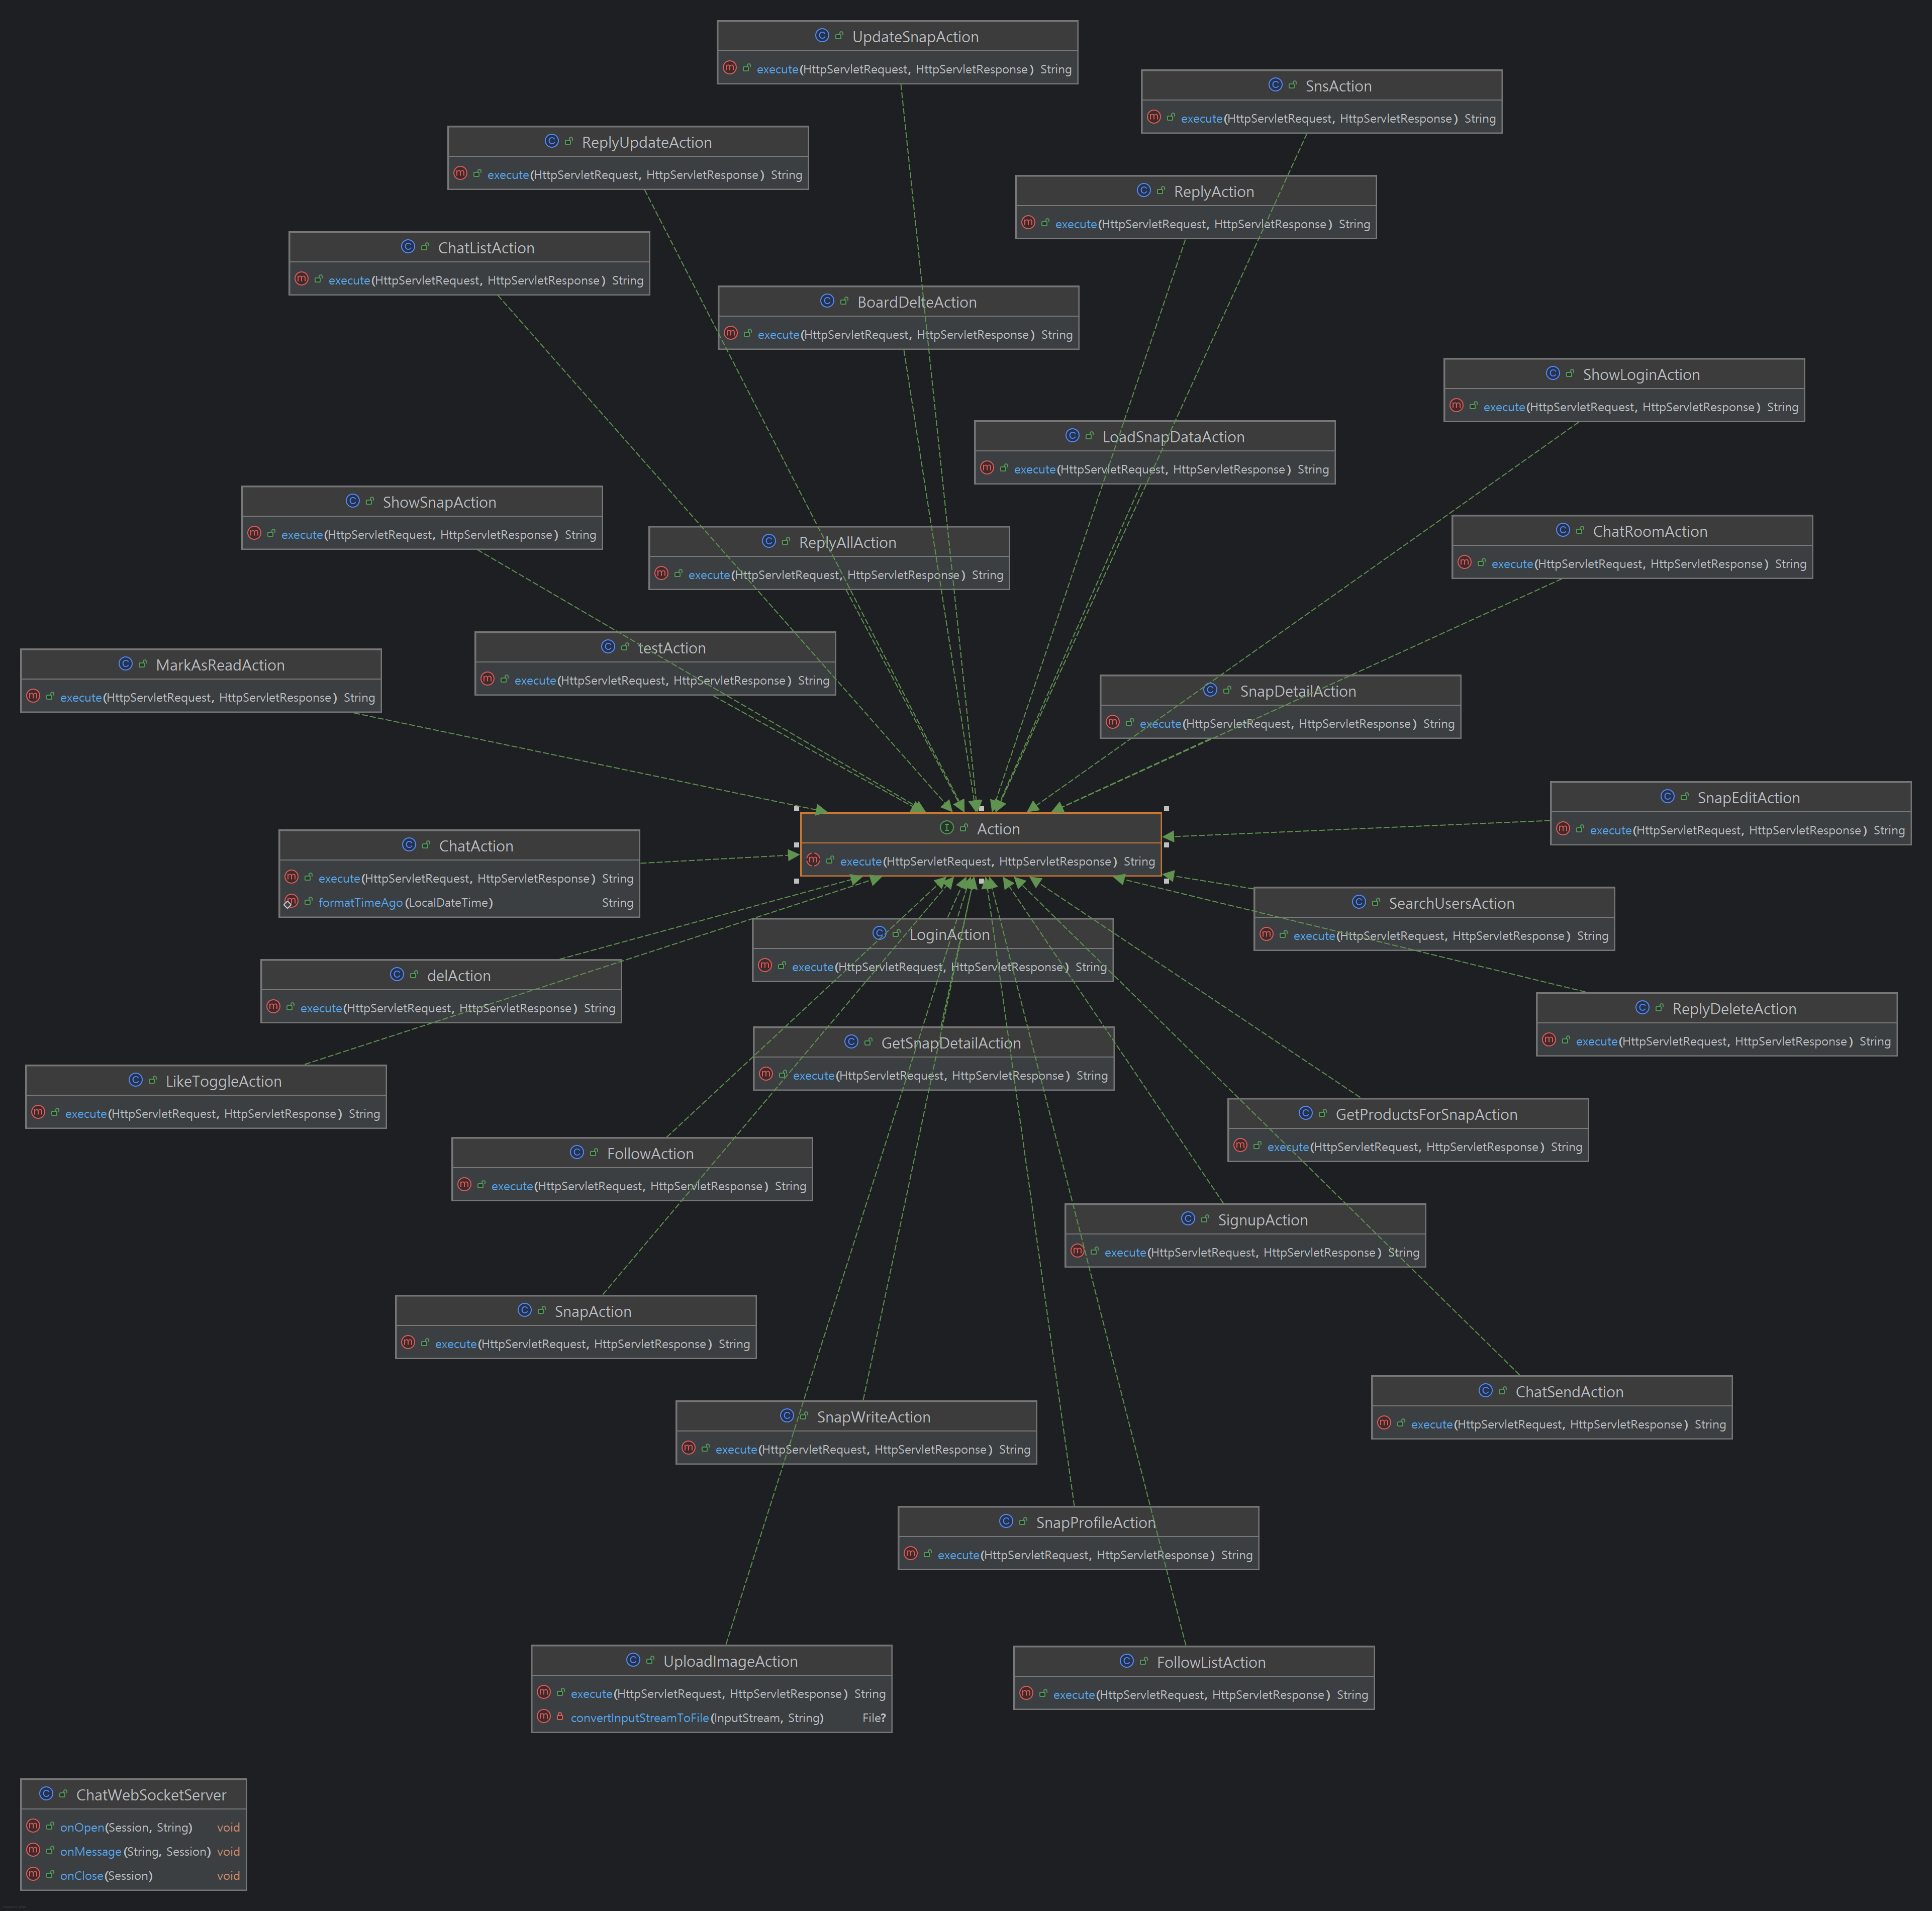 UpdateSnapAction
execute(HttpServletRequest, HttpServletResponse) String
SnsAction
execute(HttpServletRequest, HttpServletResponse) String
ReplyUpdateAction
execute(HttpServletRequest, HttpServletResponse) String
ReplyAction
execute(HttpServletRequest, HttpServletResponse) String
ChatListAction
execute(HttpServletRequest, HttpServletResponse) String
BoardDelteAction
execute(HttpServletRequest, HttpServletResponse) String
ShowLoginAction
execute(HttpServletRequest, HttpServletResponse) String
LoadSnapDataAction
execute(HttpServletRequest, HttpServletResponse) String
ShowSnapAction
execute(HttpServletRequest, HttpServletResponse) String
ChatRoomAction
execute(HttpServletRequest, HttpServletResponse) String
ReplyAllAction
execute(HttpServletRequest, HttpServletResponse) String
testAction
execute(HttpServletRequest, HttpServletResponse) String
MarkAsReadAction
execute(HttpServletRequest, HttpServletResponse) String
SnapDetailAction
execute(HttpServletRequest, HttpServletResponse) String
SnapEditAction
execute(HttpServletRequest, HttpServletResponse) String
Action
execute(HttpServletRequest, HttpServletResponse) String
ChatAction
execute(HttpServletRequest, HttpServletResponse) String
formatTimeAgo(LocalDateTime) String
SearchUsersAction
execute(HttpServletRequest, HttpServletResponse) String
LoginAction
execute(HttpServletRequest, HttpServletResponse) String
delAction
execute(HttpServletRequest, HttpServletResponse) String
ReplyDeleteAction
execute(HttpServletRequest, HttpServletResponse) String
GetSnapDetailAction
execute(HttpServletRequest, HttpServletResponse) String
LikeToggleAction
execute(HttpServletRequest, HttpServletResponse) String
GetProductsForSnapAction
execute(HttpServletRequest, HttpServletResponse) String
FollowAction
execute(HttpServletRequest, HttpServletResponse) String
SignupAction
execute(HttpServletRequest, HttpServletResponse) String
SnapAction
execute(HttpServletRequest, HttpServletResponse) String
ChatSendAction
execute(HttpServletRequest, HttpServletResponse) String
SnapWriteAction
execute(HttpServletRequest, HttpServletResponse) String
SnapProfileAction
execute(HttpServletRequest, HttpServletResponse) String
UploadImageAction
execute(HttpServletRequest, HttpServletResponse) String
convertInputStreamToFile(InputStream, String) File?
FollowListAction
execute(HttpServletRequest, HttpServletResponse) String
ChatWebSocketServer
onOpen(Session, String) void
onMessage(String, Session) void
onClose(Session) void